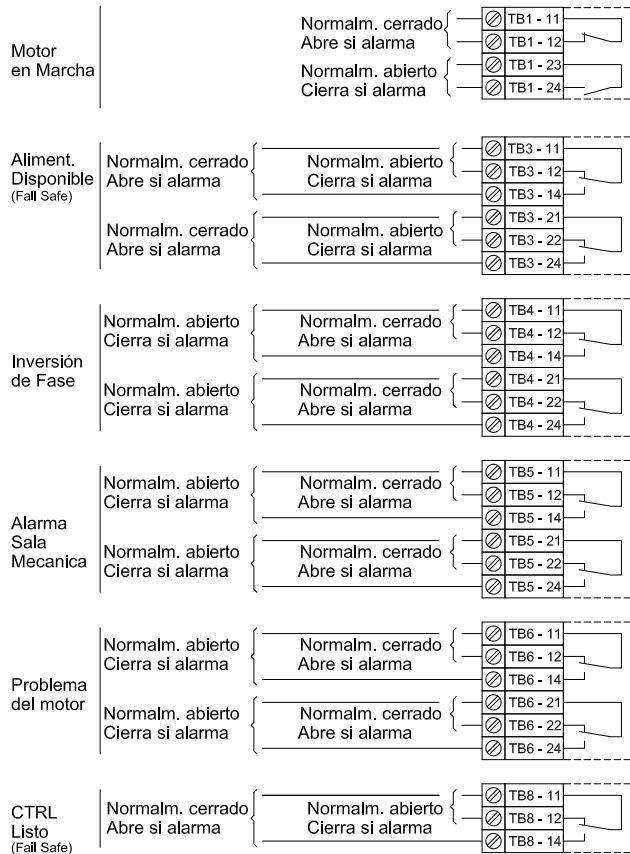 Motor
en Marcha
Normalm. cerrado
Abre si alarma
Normalm. abierto
Cierra si alarma
TB1 - 11
TB1 - 12
TB1 - 23
TB1 - 24
Aliment.
Disponible
(Fail Safe)
Normalm. cerrado
Abre si alarma
Normalm. abierto
Cierra si alarma
TB3 - 11
TB3 - 12
TB3 - 14
Normalm. cerrado
Abre si alarma
Normalm. abierto
Cierra si alarma
TB3 - 21
TB3 - 22
TB3 - 24
Inversión
de Fase
Normalm. abierto
Cierra si alarma
Normalm. cerrado
Abre si alarma
TB4 - 11
TB4 - 12
TB4 - 14
Normalm. abierto
Cierra si alarma
Normalm. cerrado
Abre si alarma
TB4 - 21
TB4 - 22
TB4 - 24
Alarma
Sala
Mecanica
Normalm. abierto
Cierra si alarma
Normalm. cerrado
Abre si alarma
TB5 - 11
TB5 - 12
TB5 - 14
Normalm. abierto
Cierra si alarma
Normalm. cerrado
Abre si alarma
TB5 - 21
TB5 - 22
TB5 - 24
Problema
del motor
Normalm. abierto
Cierra si alarma
Normalm. cerrado
Abre si alarma
TB6 - 11
TB6 - 12
TB6 - 14
Normalm. abierto
Cierra si alarma
Normalm. cerrado
Abre si alarma
TB6 - 21
TB6 - 22
TB6 - 24
CTRL
Listo
(Fail Safe)
Normalm. cerrado
Abre si alarma
Normalm. abierto
Cierra si alarma
TB8 - 11
TB8 - 12
TB8 - 14